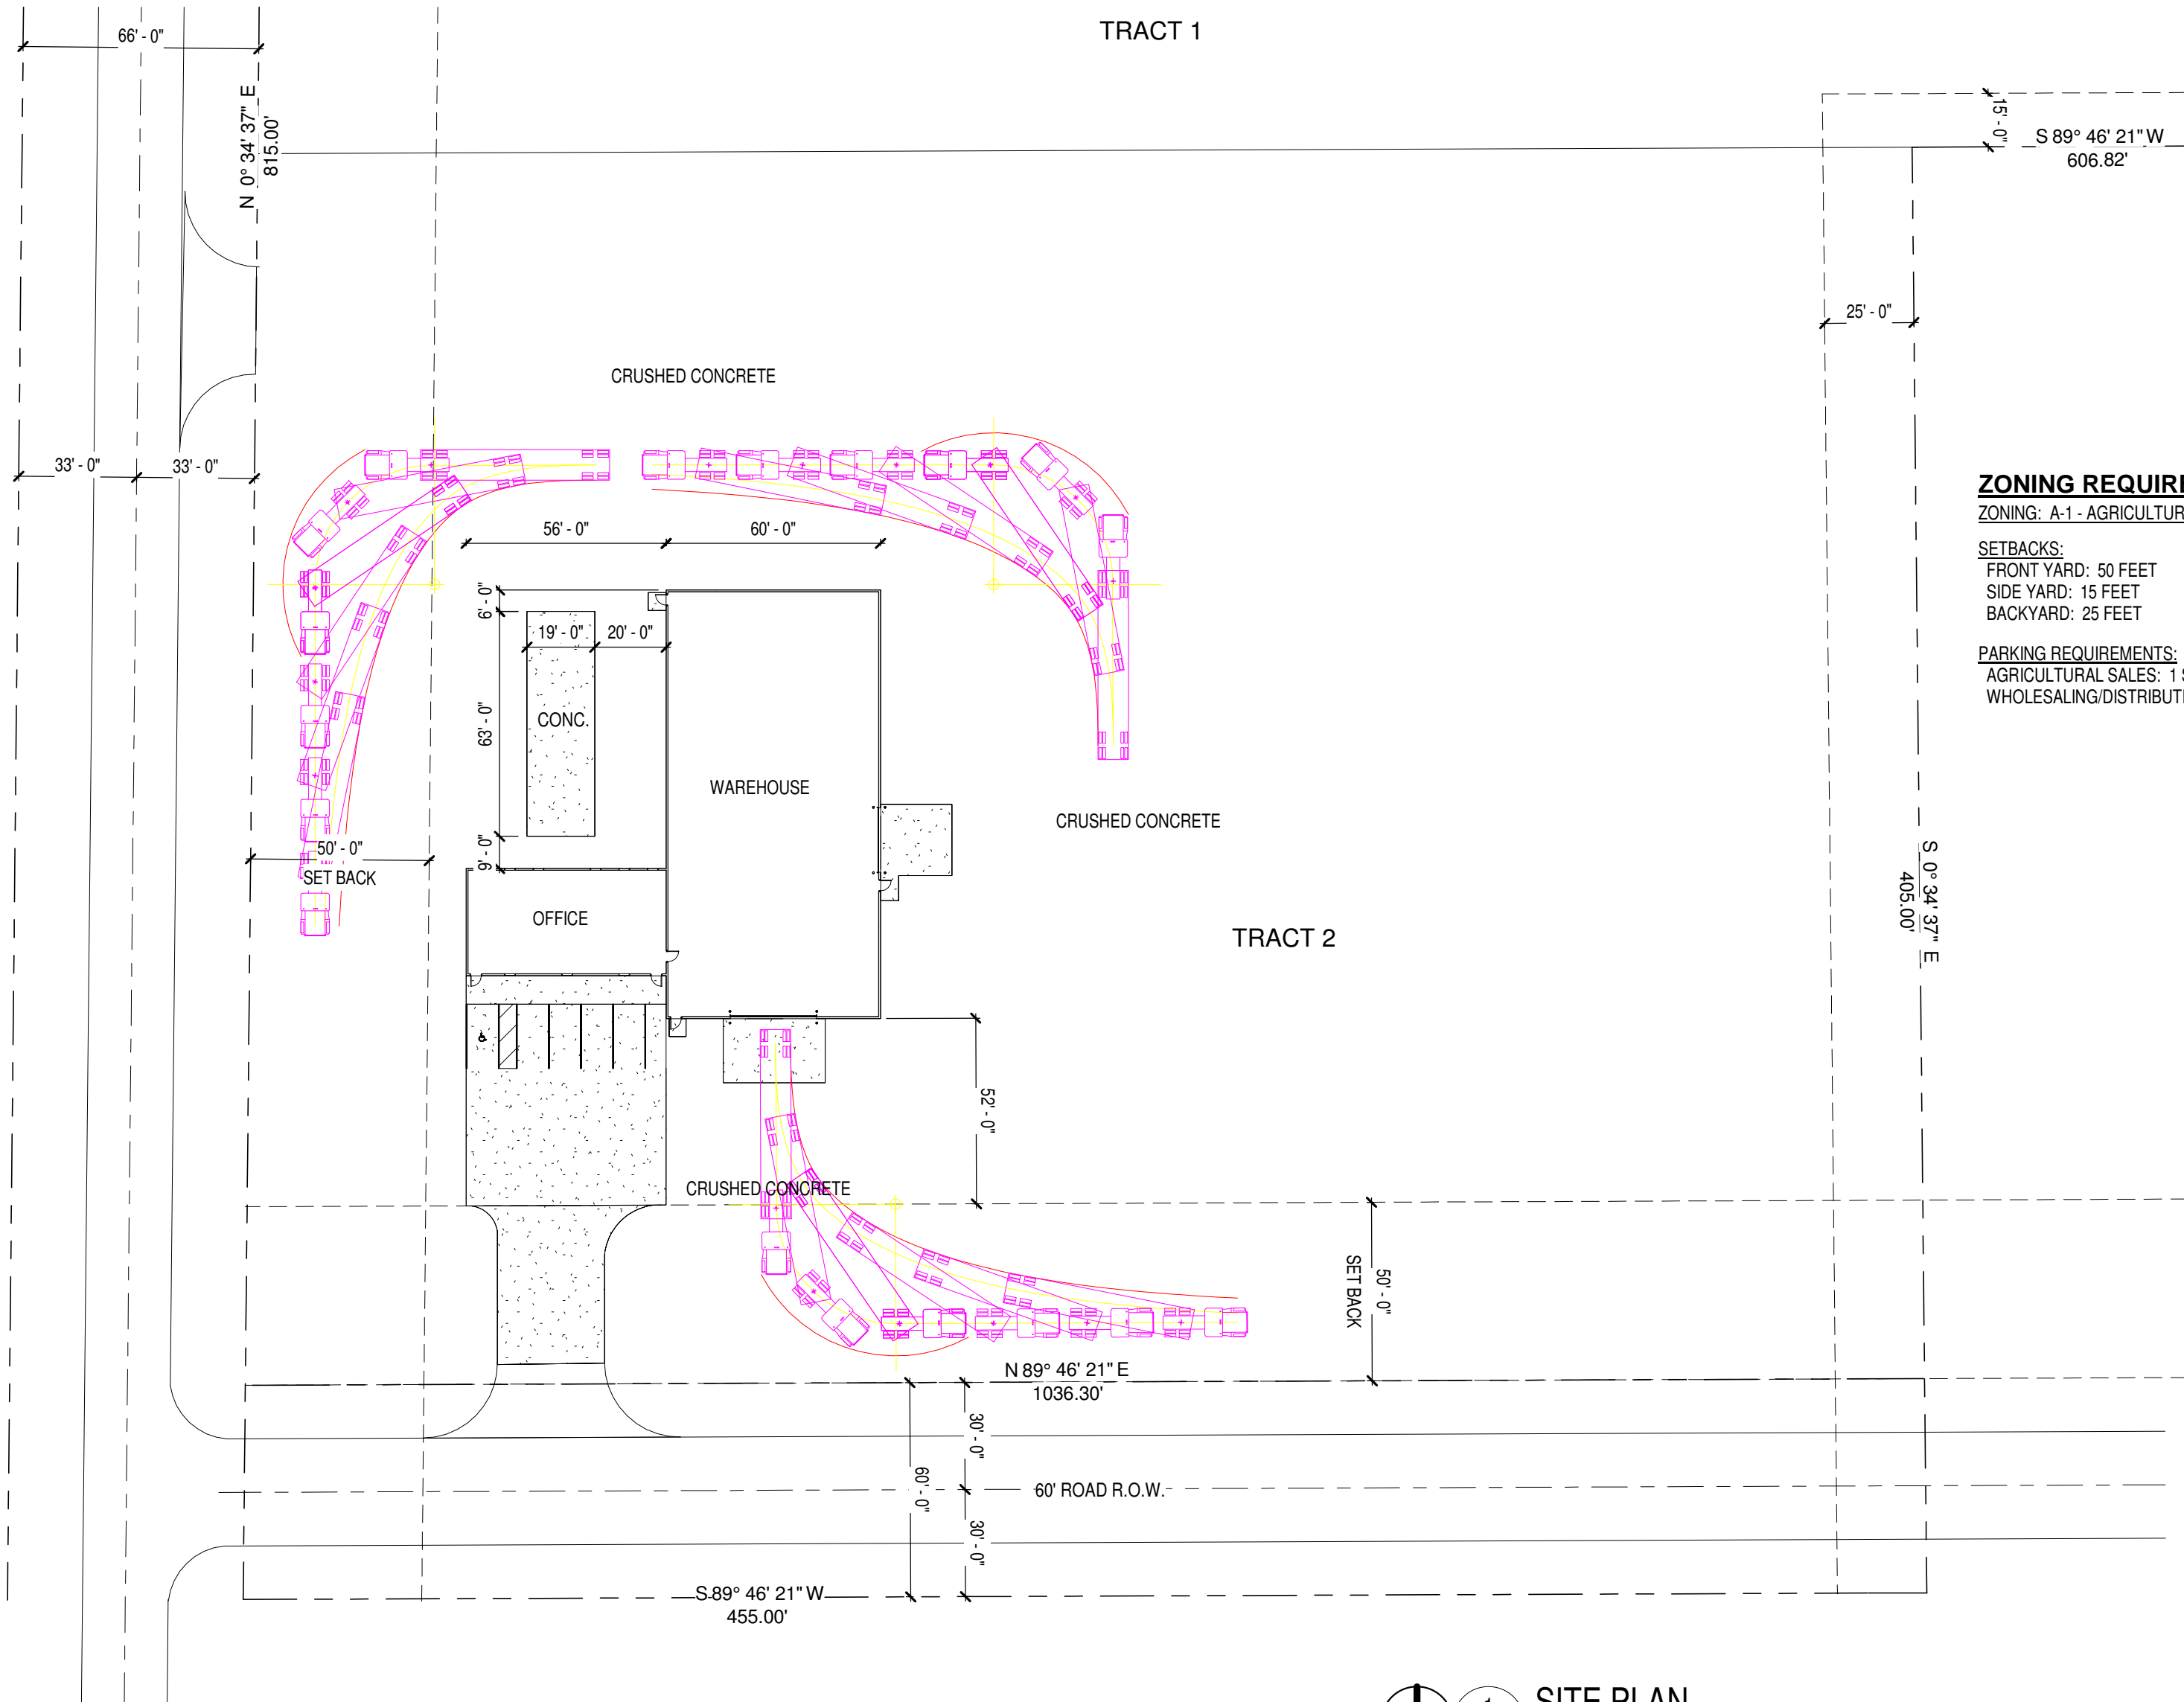 TRACT 1
66' - 0"
N 0° 34' 37" E
815.00'
15' - 0"
S 89° 46' 21" W
606.82'
25' - 0"
CRUSHED CONCRETE
33' - 0"
33' - 0"
ZONING REQUIRE
ZONING: A-1 - AGRICULTUR
SETBACKS:
FRONT YARD: 50 FEET
SIDE YARD: 15 FEET
BACKYARD: 25 FEET
PARKING REQUIREMENTS:
AGRICULTURAL SALES: 1 S
WHOLESALING/DISTRIBUTI
56' - 0"
60' - 0"
6' - 0"
19' - 0"
20' - 0"
63' - 0"
CONC.
WAREHOUSE
CRUSHED CONCRETE
9' - 0"
50' - 0"
SET BACK
OFFICE
TRACT 2
S 0° 34' 37" E
405.00'
52' - 0"
CRUSHED CONCRETE
50' - 0"
SET BACK
N 89° 46' 21" E
1036.30'
30' - 0"
60' - 0"
60' ROAD R.O.W.
30' - 0"
S 89° 46' 21" W
455.00'
SITE PLAN